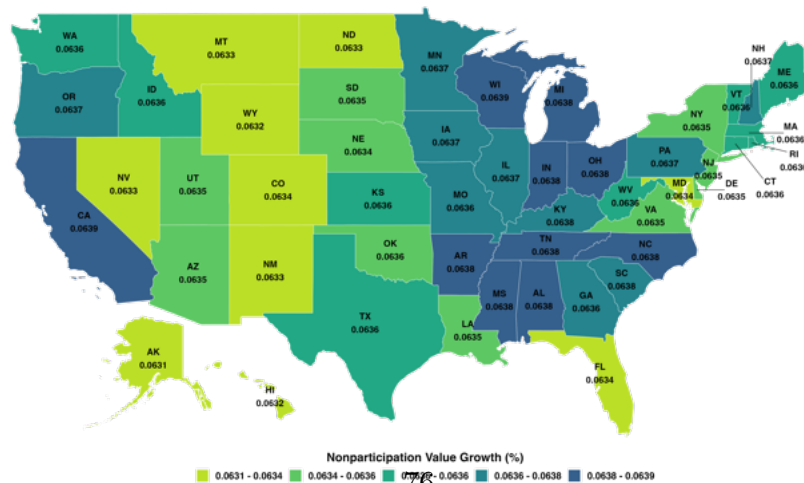 WA
0.0636
MT
0.0633
ND
0.0633
MN
0.0637
NH
0.0637
ME
0.0636
OR
0.0637
ID
0.0636
WY
0.0632
SD
0.0635
WI
0.0639
MI
0.0638
VT
0.0636
NY
0.0635
MA
0.0636
RI
CT
0.0636
NE
0.0634
IA
0.0637
IL
0.0637
IN
0.0638
OH
0.0638
PA
0.0637
NJ
0.0635
DE
0.0635
MD
0.0634
NV
0.0633
UT
0.0635
CO
0.0634
KS
0.0636
MO
0.0636
KY
0.0638
WV
0.0636
VA
0.0635
CA
0.0639
AZ
0.0635
NM
0.0633
OK
0.0636
AR
0.0638
TN
0.0638
NC
0.0638
SC
0.0638
TX
0.0636
LA
0.0635
MS
0.0638
AL
0.0638
GA
0.0636
AK
0.0631
HI
0.0632
FL
0.0634
Nonparticipation Value Growth (%)
0.0631 - 0.0634 0.0634 - 0.0636 - 0.0636 0.0636 - 0.0638 0.0638 - 0.0639
76